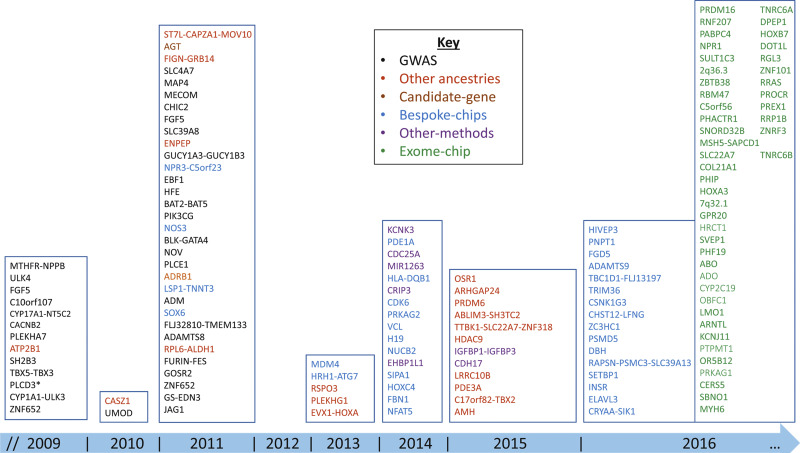 Key
• GWAS
• Other ancestries
• Candidate-gene
• Bespoke-chips
• Other-methods
• Exome-chip
MTHFR-NPPB
ULK4
FGF5
C10orf107
CYP17A1-NT5C2
CACNB2
PLEKHA7
ATP2B1
SH2B3
TBX5-TBX3
PLCD3*
CYP1A1-ULK3
ZNF652
CASZ1
UMOD
ST7L-CAPZA1-MOV10
AGT
FIGN-GRB14
SLC4A7
MAP4
MECOM
CHIC2
FGF5
SLC39A8
ENPEP
GUCY1A3-GUCY1B3
NPR3-C5orf23
EBF1
HFE
BAT2-BAT5
PIK3CG
NOS3
BLK-GATA4
NOV
PLCE1
ADRB1
LSP1-TNNT3
ADM
SOX6
FLJ32810-TMEM133
ADAMTS8
RPL6-ALDH1
FURIN-FES
GOSR2
ZNF652
GS-EDN3
JAG1
MDM4
HRH1-ATG7
RSPO3
PLEKHG1
EVX1-HOXA
KCNK3
PDE1A
CDC25A
MIR1263
HLA-DQB1
CRIP3
CDK6
PRKAG2
VCL
H19
NUCB2
EHBP1L1
SIPA1
HOXC4
FBN1
NFAT5
OSR1
ARHGAP24
PRDM6
ABLIM3-SH3TC2
TTBK1-SLC22A7-ZNF318
HDAC9
IGFBP1-IGFBP3
CDH17
LRRC10B
PDE3A
C17orf82-TBX2
AMH
HIVEP3
PNPT1
FGD5
ADAMTS9
TBC1D1-FLJ13197
TRIM36
CSNK1G3
CHST12-LFNG
ZC3HC1
PSMD5
DBH
RAPSN-PSMC3-SLC39A13
SETBP1
INSR
ELAVL3
CRYAA-SIK1
PRDM16 TNRC6A
RNF207 DPEP1
PABPC4 HOXB7
NPR1 DOT1L
SULT1C3 RGL3
2q36.3 ZNF101
ZBTB38 RRAS
RBM47 PROCR
C5orf56 PREX1
PHACTR1 RRP1B
SNORD32B ZNRF3
MSH5-SAPCD1
SLC22A7 TNRC6B
COL21A1
PHIP
HOXA3
7q32.1
GPR20
HRCT1
SVEP1
PHF19
ABO
ADO
CYP2C19
OBFC1
LMO1
ARNTL
KCNJ11
PTPMT1
OR5B12
PRKAG1
CERS5
SBNO1
MYH6
// 2009 | 2010 | 2011 | 2012 | 2013 | 2014 | 2015 | 2016 ...